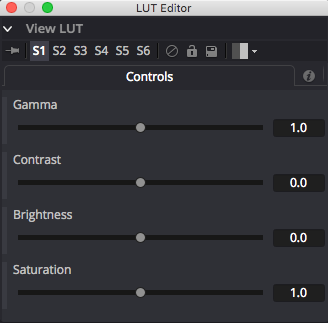 LUT Editor
View LUT
S1 S2 S3 S4 S5 S6
Controls
Gamma
1.0
Contrast
0.0
Brightness
0.0
Saturation
1.0